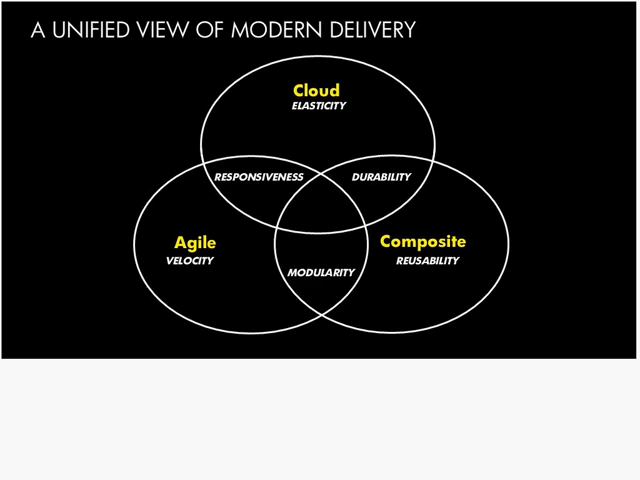 A UNIFIED VIEW OF MODERN DELIVERY
Cloud
ELASTICITY
RESPONSIVENESS
DURABILITY
Agile
VELOCITY
Composite
REUSABILITY
MODULARITY